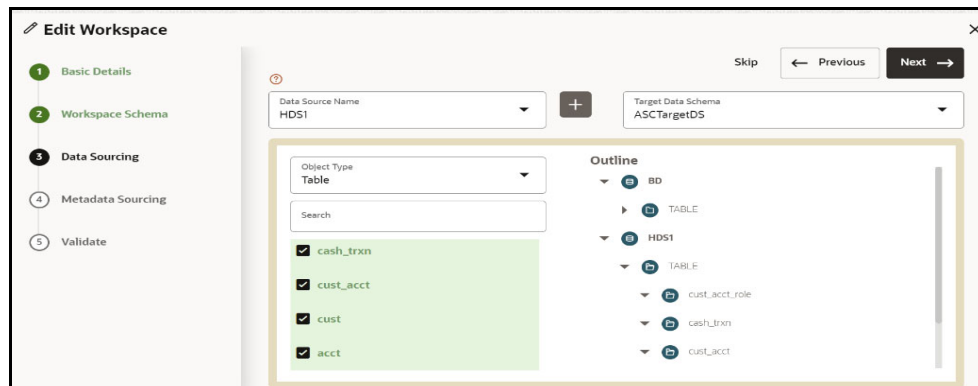 Edit Workspace
1 Basic Details
2 Workspace Schema
3 Data Sourcing
4 Metadata Sourcing
5 Validate
Skip
← Previous
Next →
?
Data Source Name
HDS1
+
Target Data Schema
ASCTargetDS
Object Type
Table
Search
cash_trxn
cust_acct
cust
acct
Outline
BD
TABLE
HDS1
TABLE
cust_acct_role
cash_trxn
cust_acct